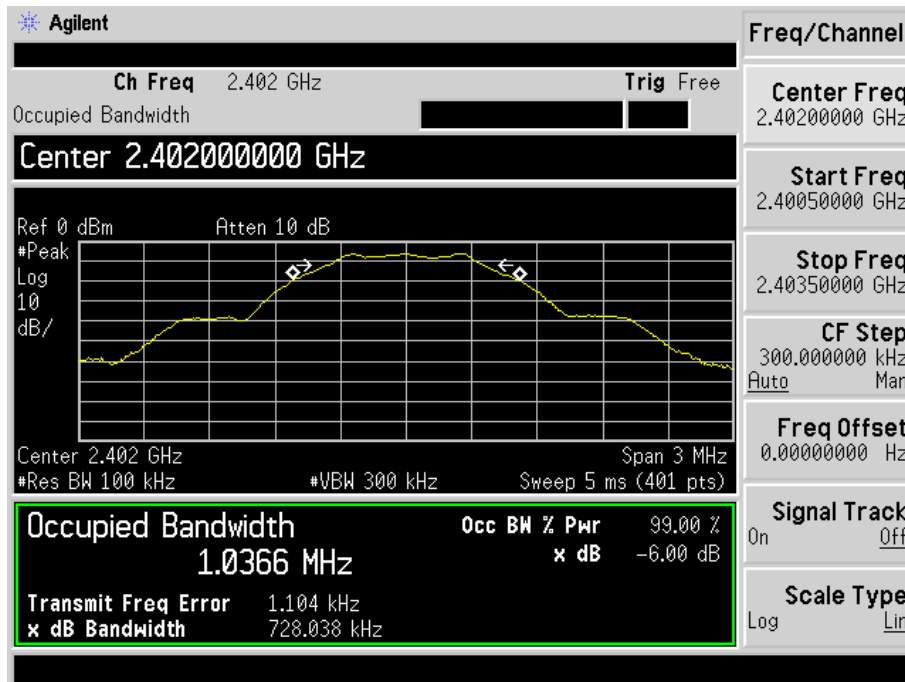 Agilent
Ch Freq 2.402 GHz Trig Free
Occupied Bandwidth
Center 2.402000000 GHz
Ref 0 dBm Atten 10 dB
#Peak
Log
10
dB/
Center 2.402 GHz Span 3 MHz
#Res BW 100 kHz #VBW 300 kHz Sweep 5 ms (401 pts)
Occupied Bandwidth Occ BW % Pwr 99.00 %
1.0366 MHz x dB -6.00 dB
Transmit Freq Error 1.104 kHz
x dB Bandwidth 728.038 kHz
Freq/Channel
Center Freq
2.40200000 GHz
Start Freq
2.40050000 GHz
Stop Freq
2.40350000 GHz
CF Step
300.000000 kHz
Auto Man
Freq Offset
0.00000000 Hz
Signal Track
On Off
Scale Type
Log Lin